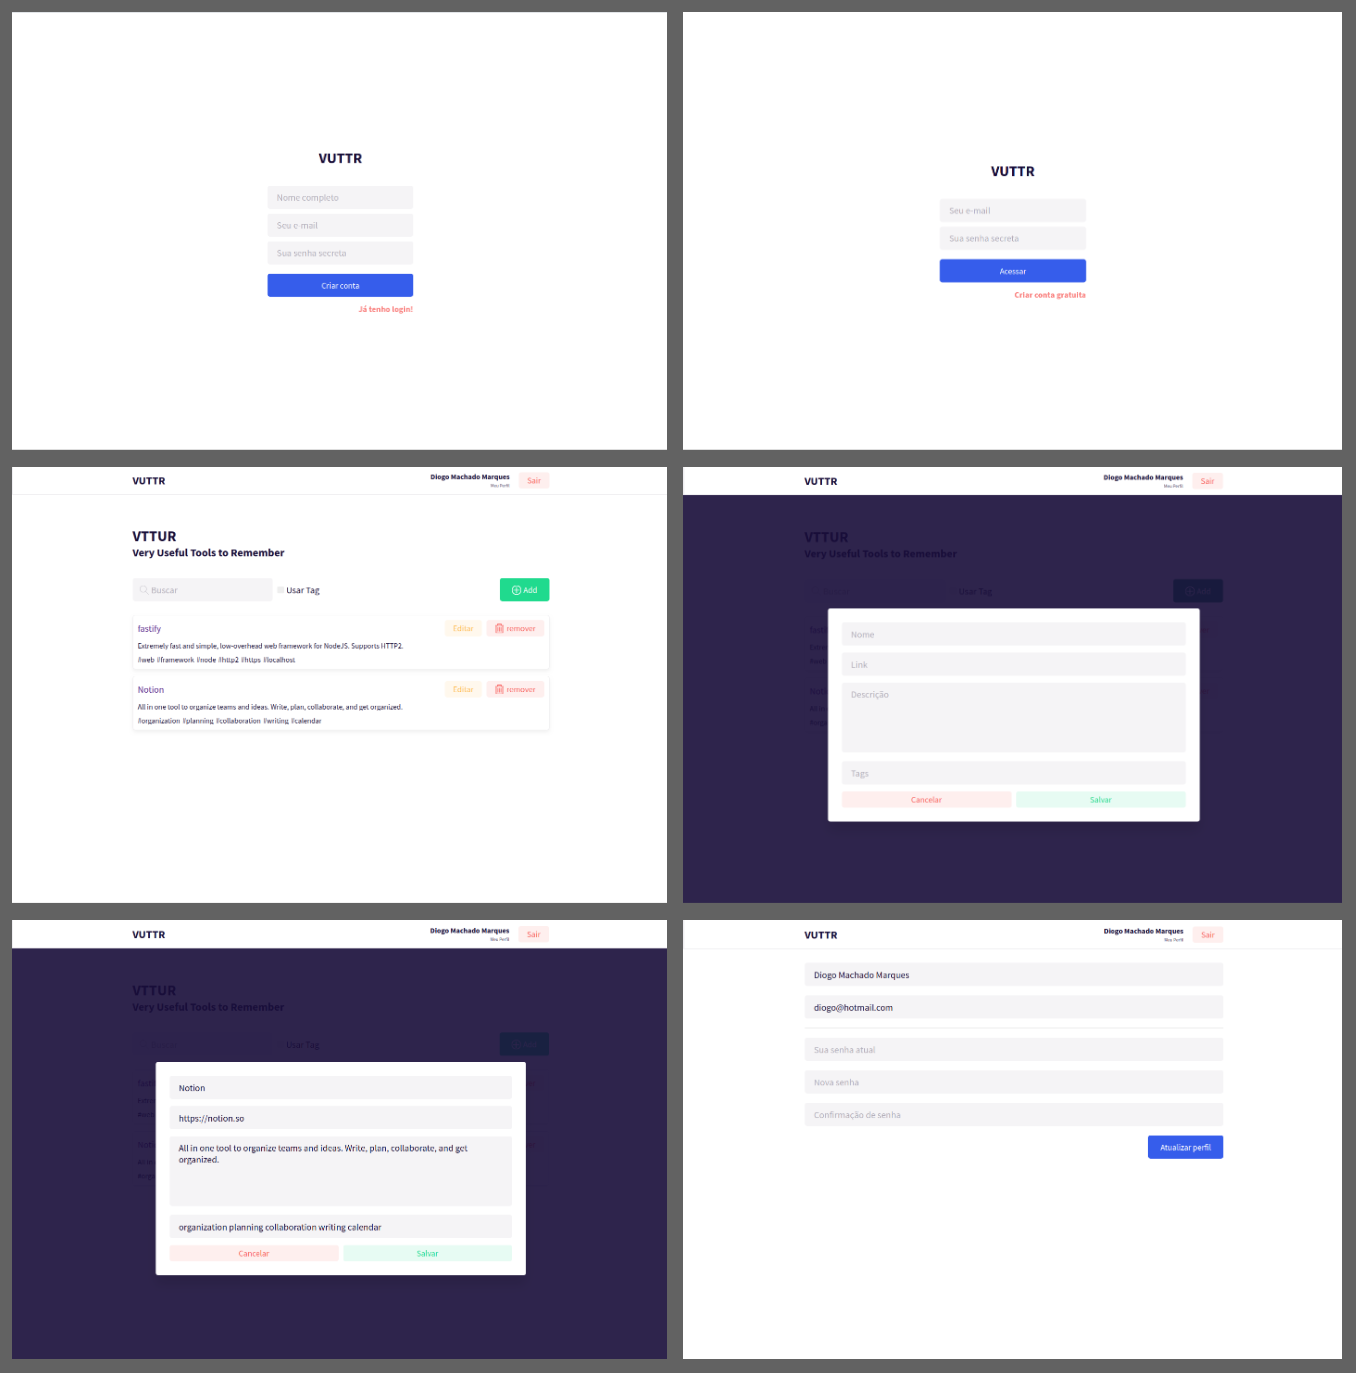 VUTTR
Nome completo
Seu e-mail
Sua senha secreta
Criar conta
Já tenho login!
VUTTR
Seu e-mail
Sua senha secreta
Acessar
Criar conta gratuita
VUTTR
Diogo Machado Marques
Meu Perfil
Sair
VTTUR
Very Useful Tools to Remember
Buscar
Usar Tag
Add
fastify
Editar
remover
Extremely fast and simple, low-overhead web framework for NodeJS. Supports HTTP2.
#web #framework #node #http2 #https #localhost
Notion
Editar
remover
All in one tool to organize teams and ideas. Write, plan, collaborate, and get organized.
#organization #planning #collaboration #writing #calendar
VUTTR
Diogo Machado Marques
Meu Perfil
Sair
VTTUR
Very Useful Tools to Remember
Usar Tag
Add
Nome
Link
Descrição
Tags
Cancelar
Salvar
VUTTR
Diogo Machado Marques
Meu Perfil
Sair
VTTUR
Very Useful Tools to Remember
Usar Tag
Notion
https://notion.so
All in one tool to organize teams and ideas. Write, plan, collaborate, and get
organized.
organization planning collaboration writing calendar
Cancelar
Salvar
VUTTR
Diogo Machado Marques
Meu Perfil
Sair
Diogo Machado Marques
diogo@hotmail.com
Sua senha atual
Nova senha
Confirmação de senha
Atualizar perfil